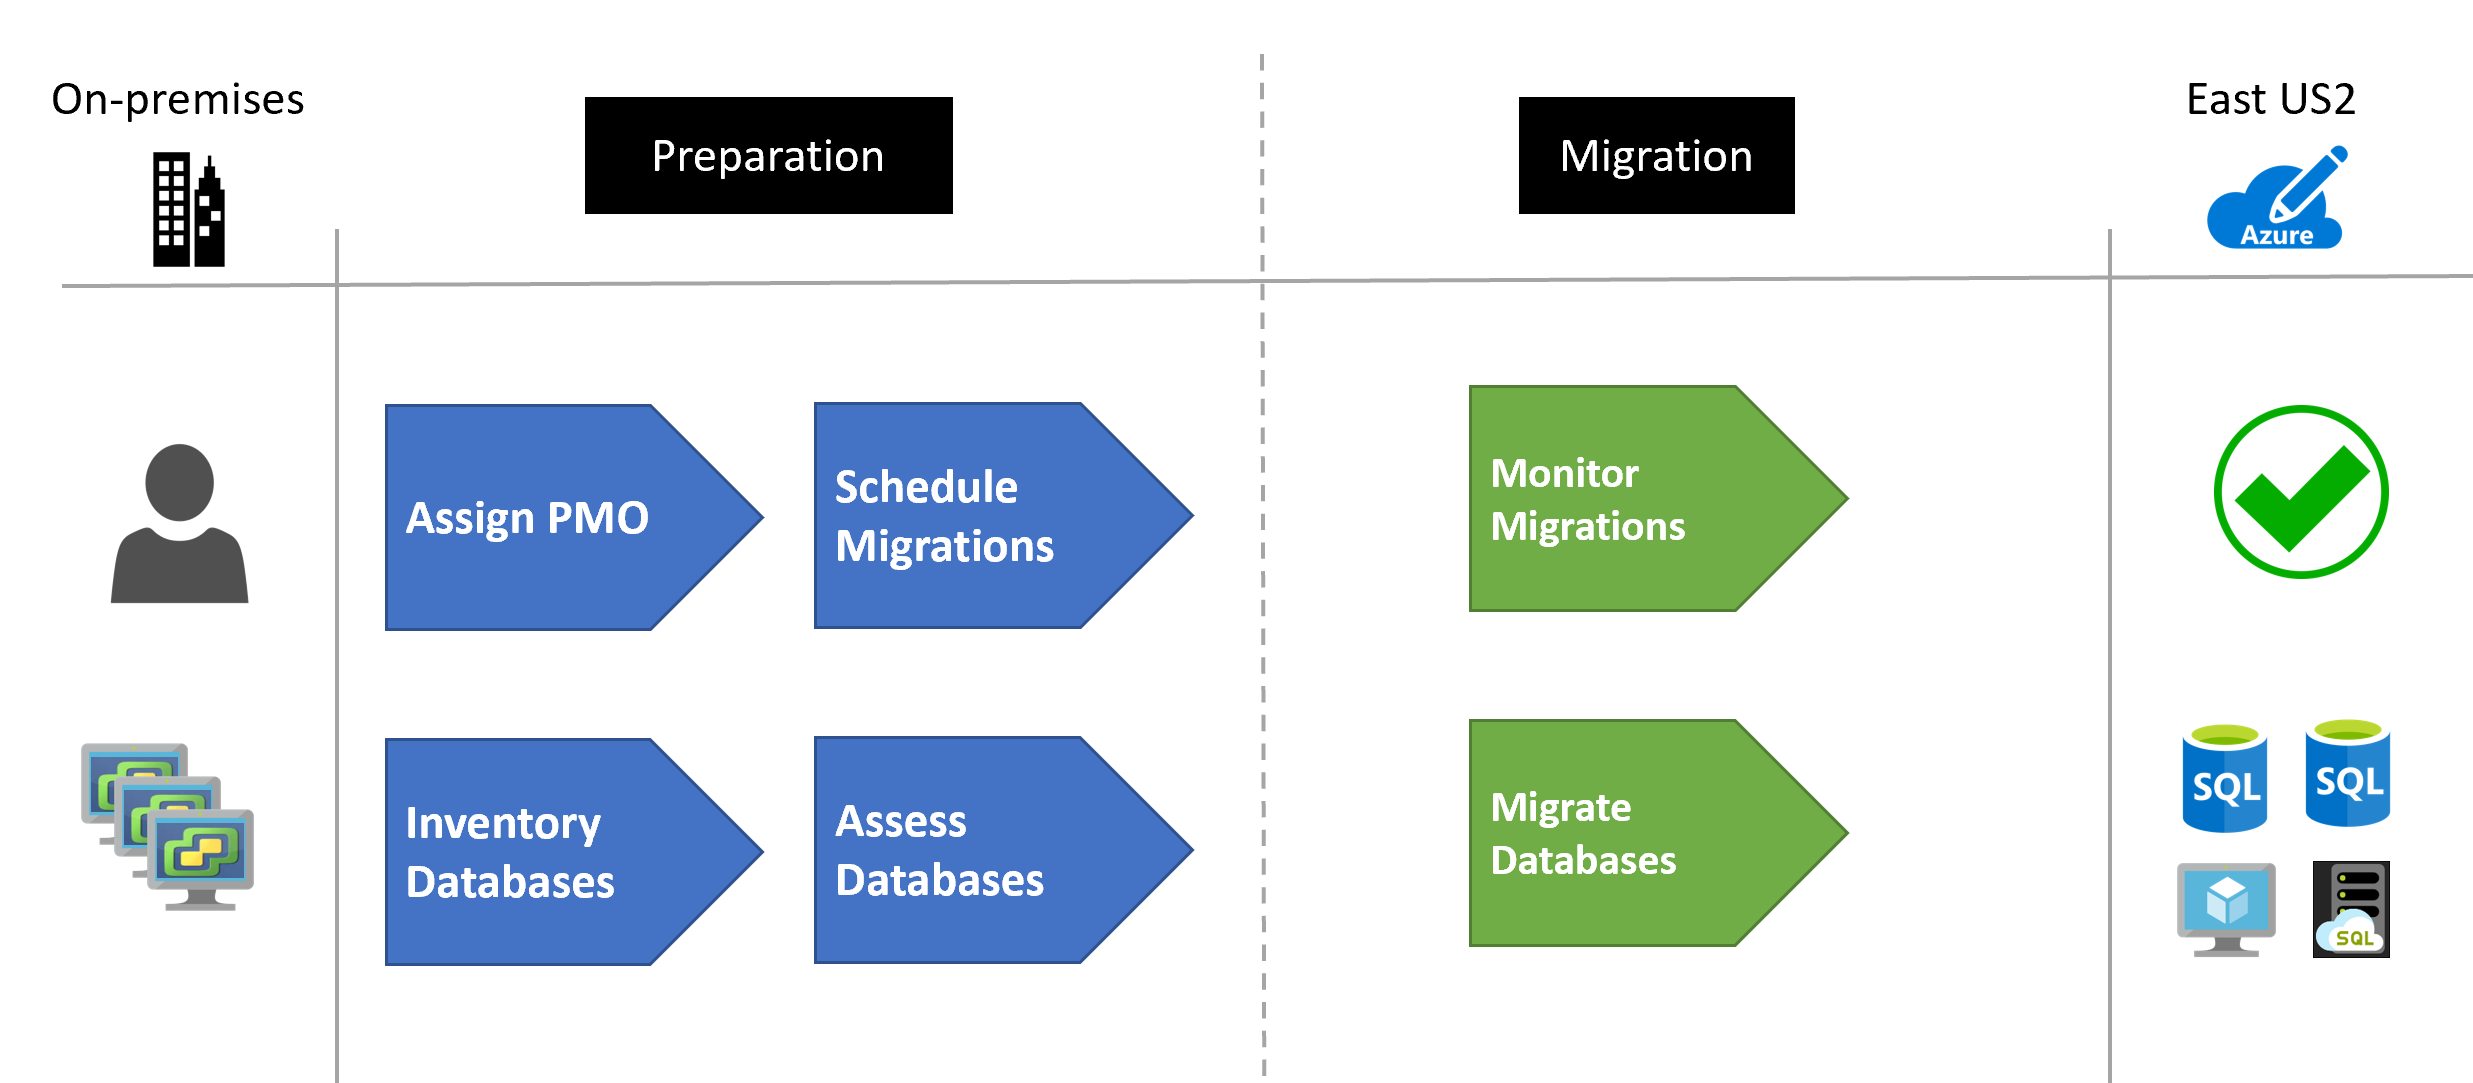 On-premises
Preparation
Migration
East US2
Azure
Assign PMO
Schedule
Migrations
Monitor
Migrations
Inventory
Databases
Assess
Databases
Migrate
Databases
SQL
SQL
SQL